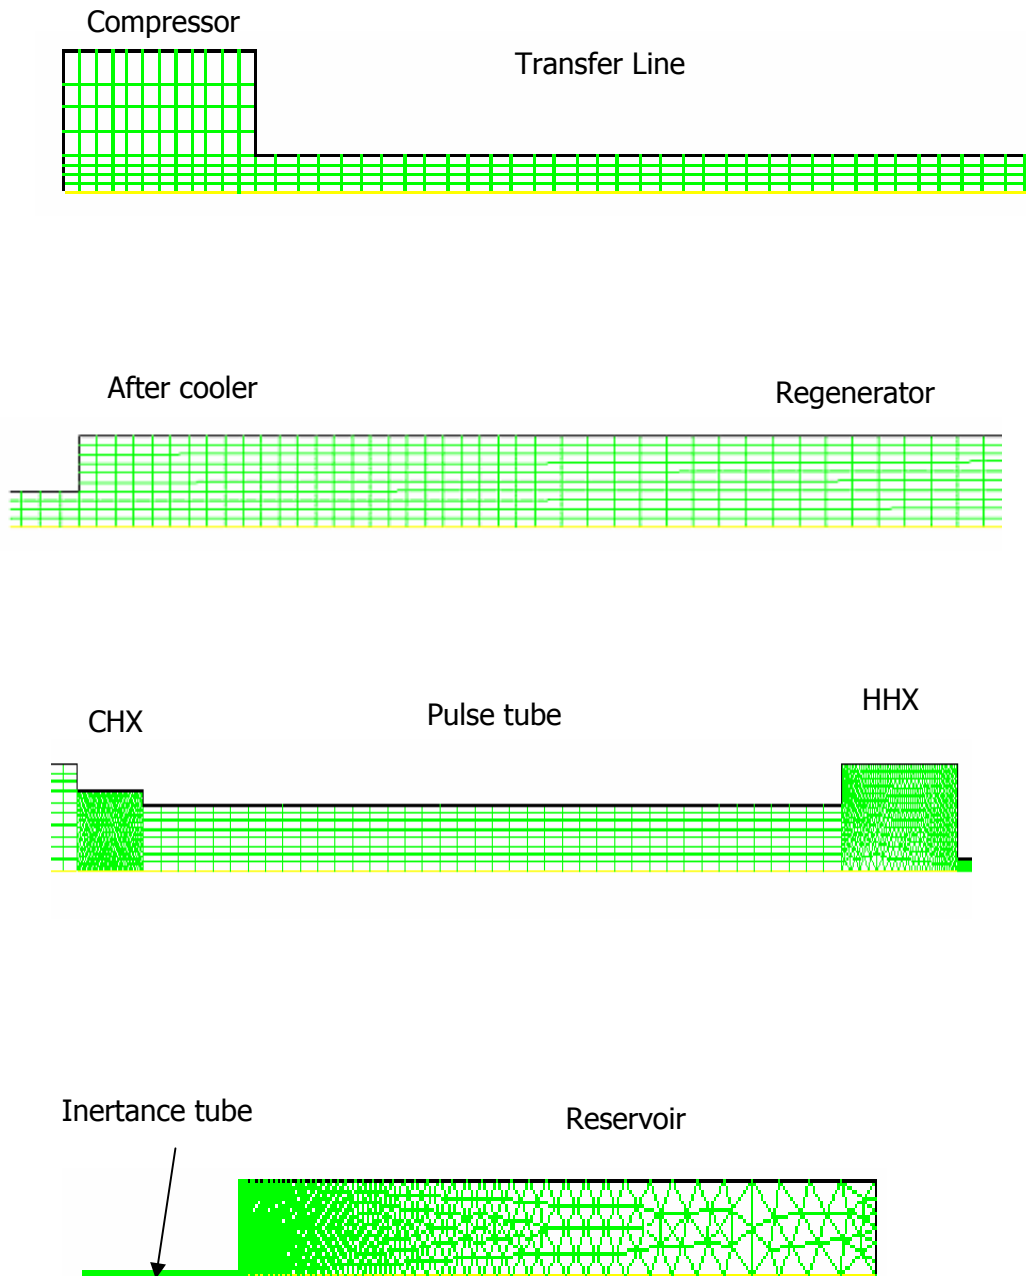 Compressor
Transfer Line
After cooler
Regenerator
CHX
Pulse tube
HHX
Inertance tube
Reservoir